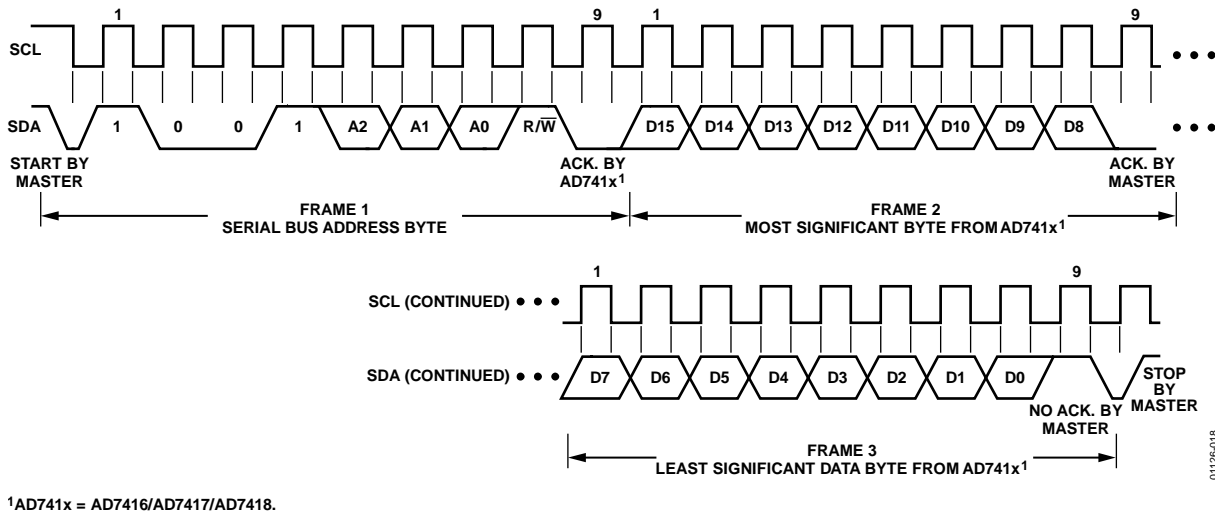 1 9 1 9
SCL
SDA 1 0 0 1 A2 A1 A0 R/W̅ D15 D14 D13 D12 D11 D10 D9 D8
START BY
MASTER
ACK. BY
AD741x¹
ACK. BY
MASTER
FRAME 1
SERIAL BUS ADDRESS BYTE
FRAME 2
MOST SIGNIFICANT BYTE FROM AD741x¹
1 9
SCL (CONTINUED)
SDA (CONTINUED) D7 D6 D5 D4 D3 D2 D1 D0
NO ACK. BY
MASTER
STOP
BY
MASTER
FRAME 3
LEAST SIGNIFICANT DATA BYTE FROM AD741x¹
01126-018
¹AD741x = AD7416/AD7417/AD7418.